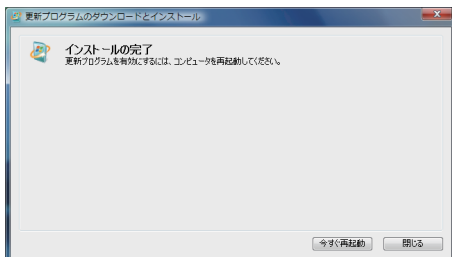 更新プログラムのダウンロードとインストール
インストールの完了
更新プログラムを有効にするには、コンピュータを再起動してください。
今すぐ再起動
閉じる